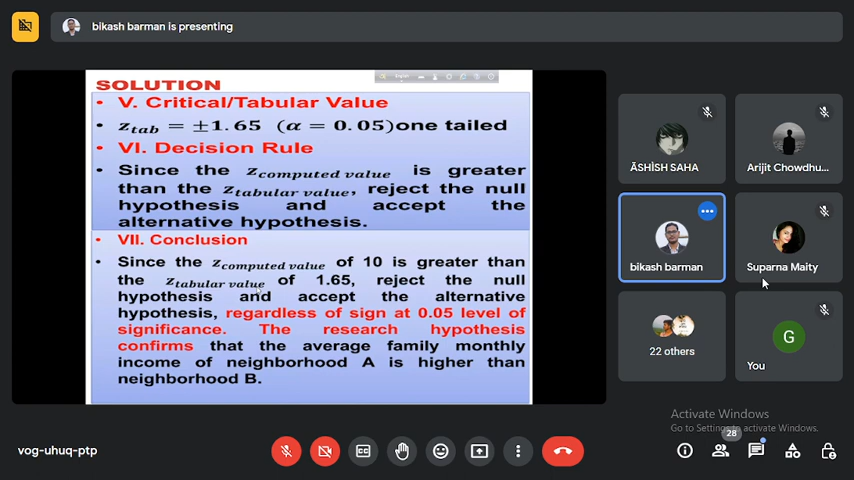 bikash barman is presenting
SOLUTION
English
• V. Critical/Tabular Value
• z_tab = ±1.65 (α = 0.05)one tailed
• VI. Decision Rule
• Since the z_computed value is greater
than the z_tabular value, reject the null
hypothesis and accept the
alternative hypothesis.
• VII. Conclusion
• Since the z_computed value of 10 is greater than
the z_tabular value of 1.65, reject the null
hypothesis and accept the alternative
hypothesis, regardless of sign at 0.05 level of
significance. The research hypothesis
confirms that the average family monthly
income of neighborhood A is higher than
neighborhood B.
ĀSHÌSH SAHA
Arijit Chowdhu...
bikash barman
Suparna Maity
22 others
G
You
Activate Windows
Go to Settings to activate Windows.
28
vog-uhuq-ptp